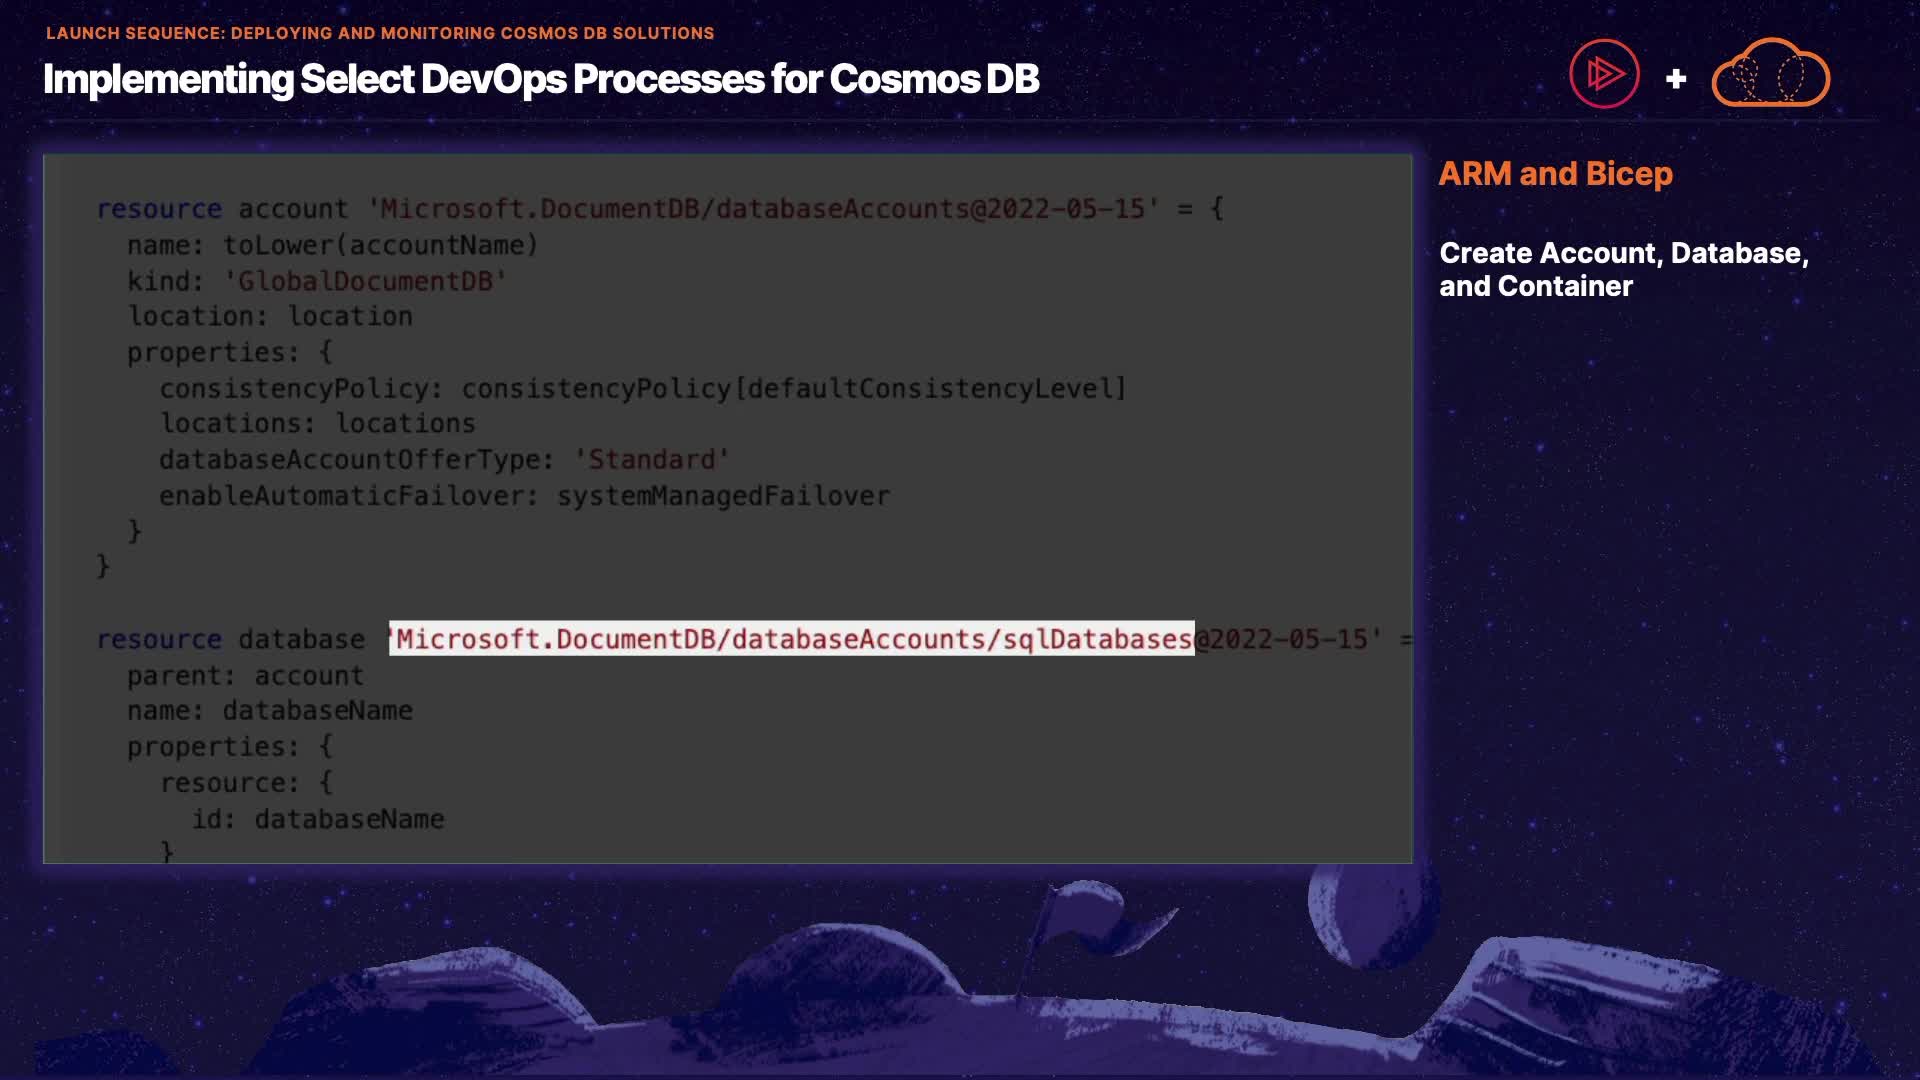 LAUNCH SEQUENCE: DEPLOYING AND MONITORING COSMOS DB SOLUTIONS
Implementing Select DevOps Processes for Cosmos DB
+
ARM and Bicep
Create Account, Database,
and Container
resource account 'Microsoft.DocumentDB/databaseAccounts@2022-05-15' = {
  name: toLower(accountName)
  kind: 'GlobalDocumentDB'
  location: location
  properties: {
    consistencyPolicy: consistencyPolicy[defaultConsistencyLevel]
    locations: locations
    databaseAccountOfferType: 'Standard'
    enableAutomaticFailover: systemManagedFailover
  }
}
resource database 'Microsoft.DocumentDB/databaseAccounts/sqlDatabases@2022-05-15' =
  parent: account
  name: databaseName
  properties: {
    resource: {
      id: databaseName
    }